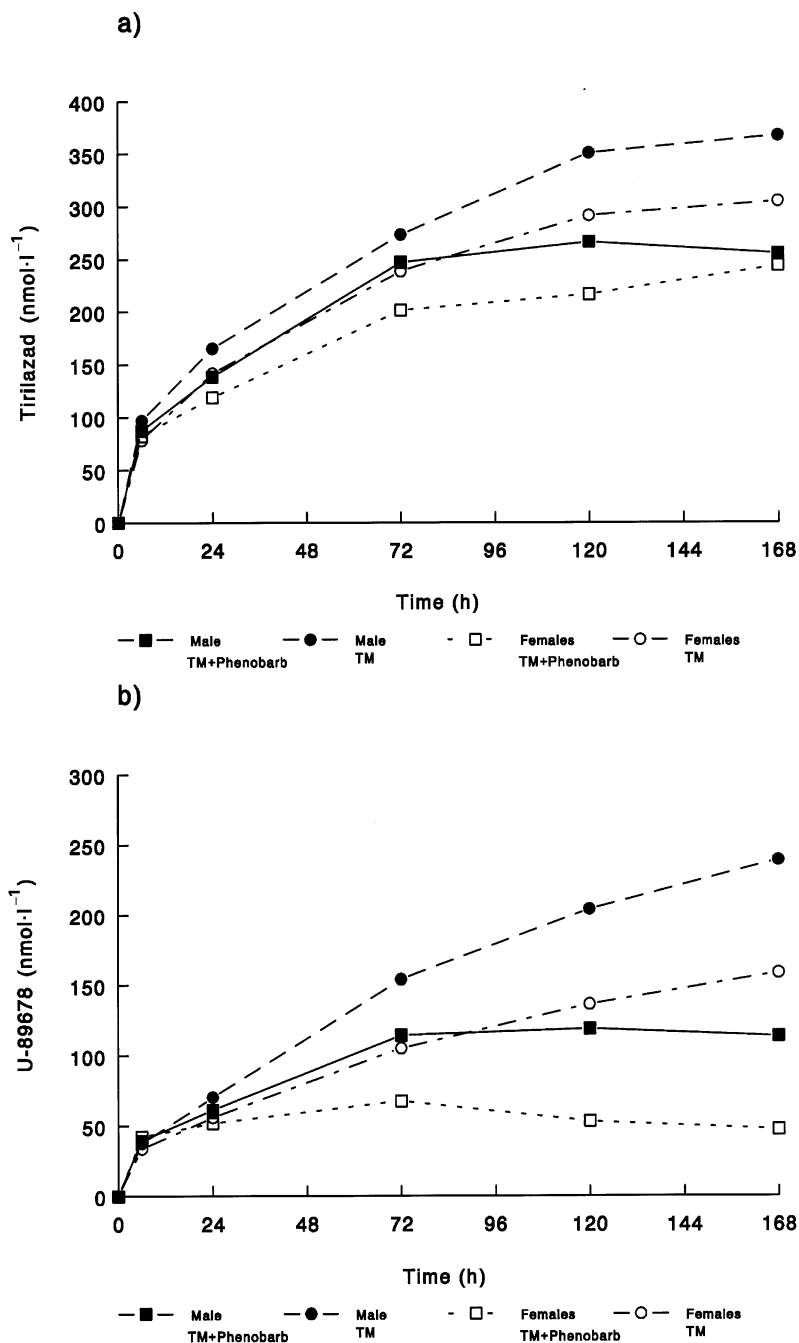 a)
400
350
300
250
200
150
100
50
0
Tirilazad (nmol·l⁻¹)
0 24 48 72 96 120 144 168
Time (h)
Male Male Females Females
TM+Phenobarb TM TM+Phenobarb TM
b)
300
250
200
150
100
50
0
U-89678 (nmol·l⁻¹)
0 24 48 72 96 120 144 168
Time (h)
Male Male Females Females
TM+Phenobarb TM TM+Phenobarb TM